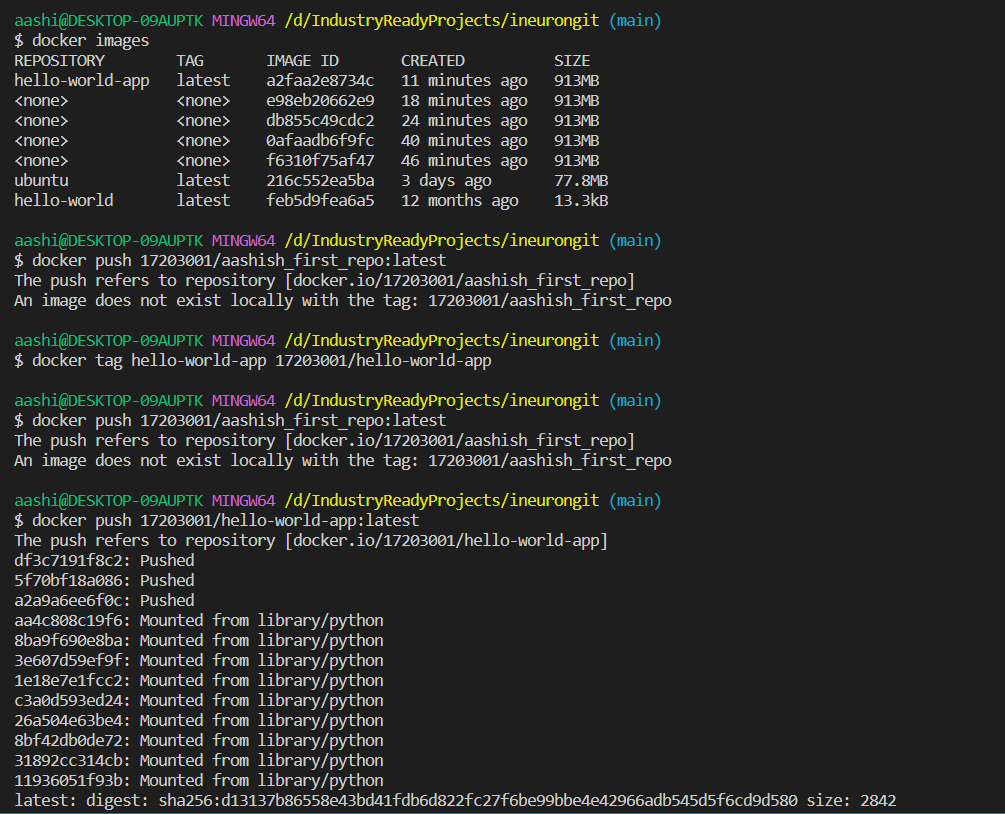 aashi@DESKTOP-09AUPTK MINGW64 /d/IndustryReadyProjects/ineurongit (main)
$ docker images
REPOSITORY TAG IMAGE ID CREATED SIZE
hello-world-app latest a2faa2e8734c 11 minutes ago 913MB
<none> <none> e98eb20662e9 18 minutes ago 913MB
<none> <none> db855c49cdc2 24 minutes ago 913MB
<none> <none> 0afaadb6f9fc 40 minutes ago 913MB
<none> <none> f6310f75af47 46 minutes ago 913MB
ubuntu latest 216c552ea5ba 3 days ago 77.8MB
hello-world latest feb5d9fea6a5 12 months ago 13.3kB
aashi@DESKTOP-09AUPTK MINGW64 /d/IndustryReadyProjects/ineurongit (main)
$ docker push 17203001/aashish_first_repo:latest
The push refers to repository [docker.io/17203001/aashish_first_repo]
An image does not exist locally with the tag: 17203001/aashish_first_repo
aashi@DESKTOP-09AUPTK MINGW64 /d/IndustryReadyProjects/ineurongit (main)
$ docker tag hello-world-app 17203001/hello-world-app
aashi@DESKTOP-09AUPTK MINGW64 /d/IndustryReadyProjects/ineurongit (main)
$ docker push 17203001/aashish_first_repo:latest
The push refers to repository [docker.io/17203001/aashish_first_repo]
An image does not exist locally with the tag: 17203001/aashish_first_repo
aashi@DESKTOP-09AUPTK MINGW64 /d/IndustryReadyProjects/ineurongit (main)
$ docker push 17203001/hello-world-app:latest
The push refers to repository [docker.io/17203001/hello-world-app]
df3c7191f8c2: Pushed
5f70bf18a086: Pushed
a2a9a6ee6f0c: Pushed
aa4c808c19f6: Mounted from library/python
8ba9f690e8ba: Mounted from library/python
3e607d59ef9f: Mounted from library/python
1e18e7e1fcc2: Mounted from library/python
c3a0d593ed24: Mounted from library/python
26a504e63be4: Mounted from library/python
8bf42db0de72: Mounted from library/python
31892cc314cb: Mounted from library/python
11936051f93b: Mounted from library/python
latest: digest: sha256:d13137b86558e43bd41fdb6d822fc27f6be99bbe4e42966adb545d5f6cd9d580 size: 2842